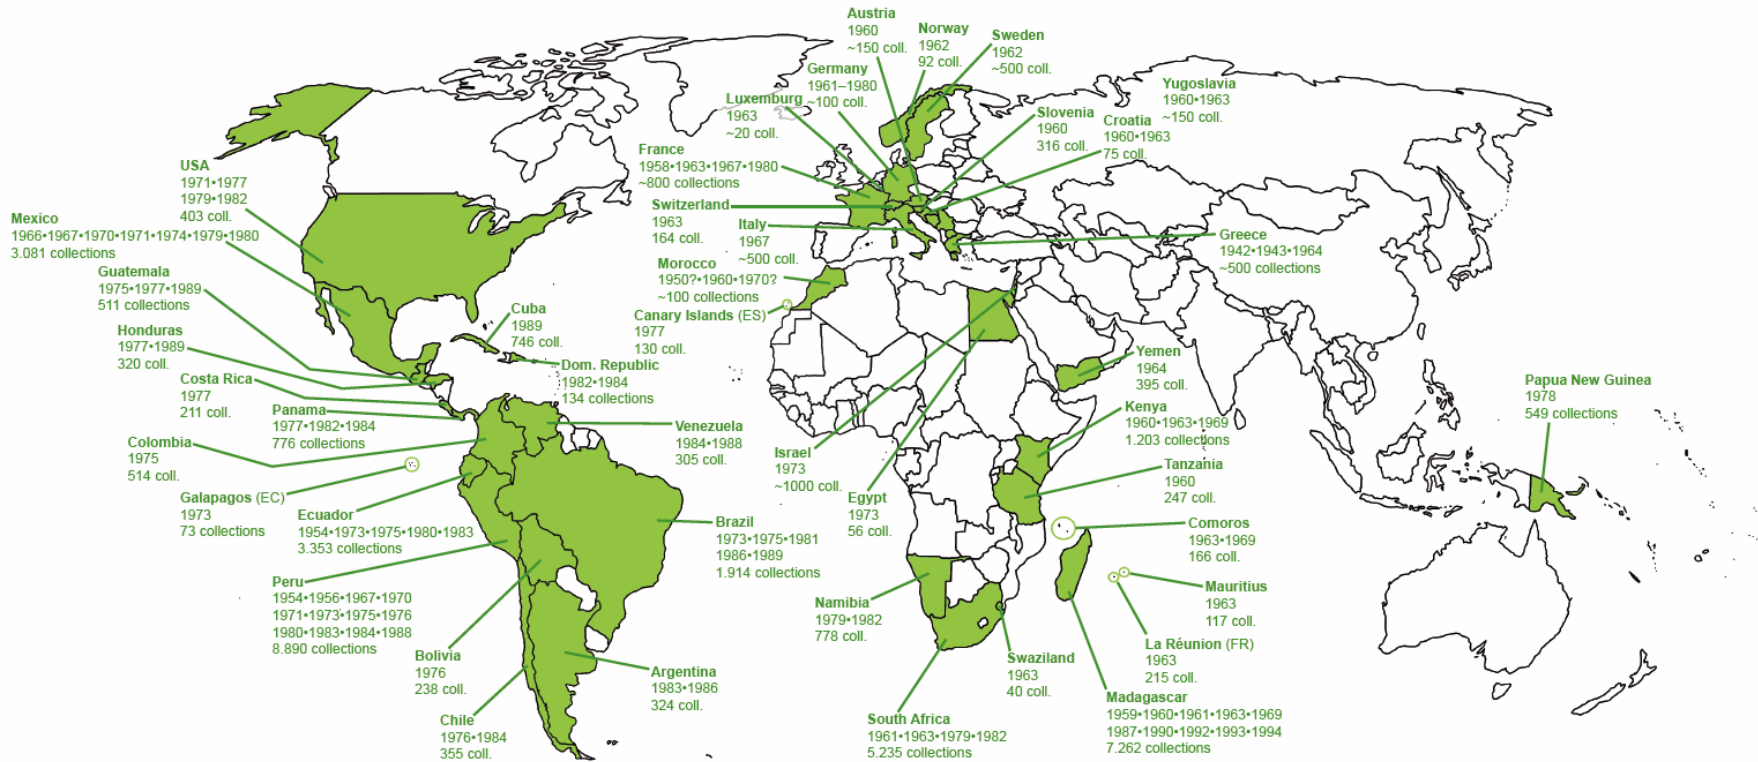 Austria
1960
~150 coll.
Norway
1962
92 coll.
Sweden
1962
~500 coll.
Germany
1961–1980
~100 coll.
Luxemburg
1963
~20 coll.
Yugoslavia
1960•1963
~150 coll.
Slovenia
1960
316 coll.
Croatia
1960•1963
75 coll.
France
1958•1963•1967•1980
~800 collections
USA
1971•1977
1979•1982
403 coll.
Switzerland
1963
164 coll.
Mexico
1966•1967•1970•1971•1974•1979•1980
3.081 collections
Italy
1967
~500 coll.
Greece
1942•1943•1964
~500 collections
Morocco
1950?•1960•1970?
~100 collections
Guatemala
1975•1977•1989
511 collections
Canary Islands (ES)
1977
130 coll.
Cuba
1989
746 coll.
Honduras
1977•1989
320 coll.
Dom. Republic
1982•1984
134 collections
Yemen
1964
395 coll.
Costa Rica
1977
211 coll.
Papua New Guinea
1978
549 collections
Panama
1977•1982•1984
776 collections
Kenya
1960•1963•1969
1.203 collections
Venezuela
1984•1988
305 coll.
Colombia
1975
514 coll.
Israel
1973
~1000 coll.
Tanzania
1960
247 coll.
Galapagos (EC)
1973
73 collections
Egypt
1973
56 coll.
Ecuador
1954•1973•1975•1980•1983
3.353 collections
Brazil
1973•1975•1981
1986•1989
1.914 collections
Comoros
1963•1969
166 coll.
Peru
1954•1956•1967•1970
1971•1973•1975•1976
1980•1983•1984•1988
8.890 collections
Mauritius
1963
117 coll.
Namibia
1979•1982
778 coll.
La Réunion (FR)
1963
215 coll.
Bolivia
1976
238 coll.
Swaziland
1963
40 coll.
Argentina
1983•1986
324 coll.
Madagascar
1959•1960•1961•1963•1969
1987•1990•1992•1993•1994
7.262 collections
Chile
1976•1984
355 coll.
South Africa
1961•1963•1979•1982
5.235 collections